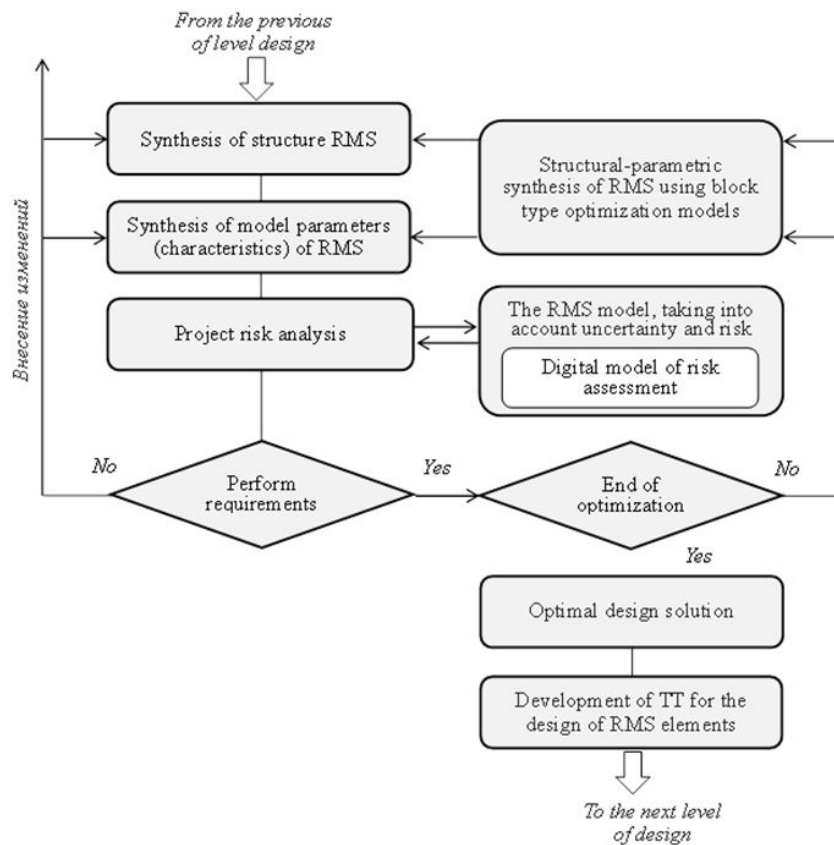 From the previous
of level design
Synthesis of structure RMS
Structural-parametric
synthesis of RMS using block
type optimization models
Synthesis of model parameters
(characteristics) of RMS
Внесение изменений
Project risk analysis
The RMS model, taking into
account uncertainty and risk
Digital model of risk
assessment
No
Perform
requirements
Yes
End of
optimization
No
Yes
Optimal design solution
Development of TT for the
design of RMS elements
To the next level
of design